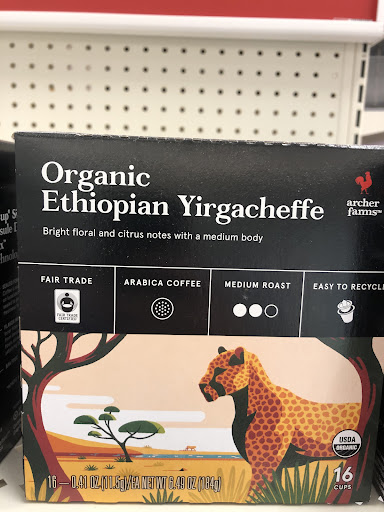 Organic
Ethiopian Yirgacheffe
archer
farms™
Bright floral and citrus notes with a medium body
FAIR TRADE
ARABICA COFFEE
MEDIUM ROAST
EASY TO RECYCL
FAIR TRADE
CERTIFIED
USDA
ORGANIC
16
CUPS
16 — 0.41 OZ (11.5g)/EA NET WT 6.49 OZ (184g)